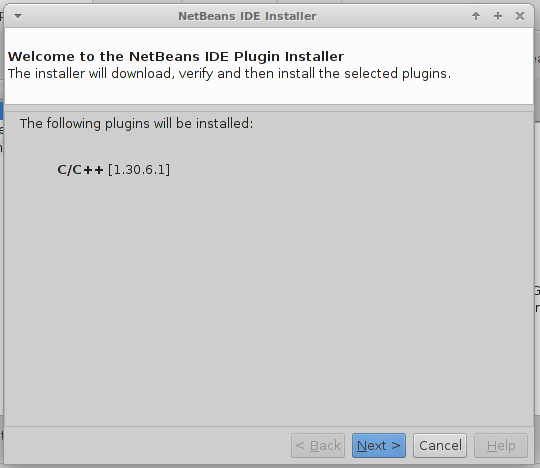 NetBeans IDE Installer
Welcome to the NetBeans IDE Plugin Installer
The installer will download, verify and then install the selected plugins.
The following plugins will be installed:
C/C++ [1.30.6.1]
< Back Next > Cancel Help